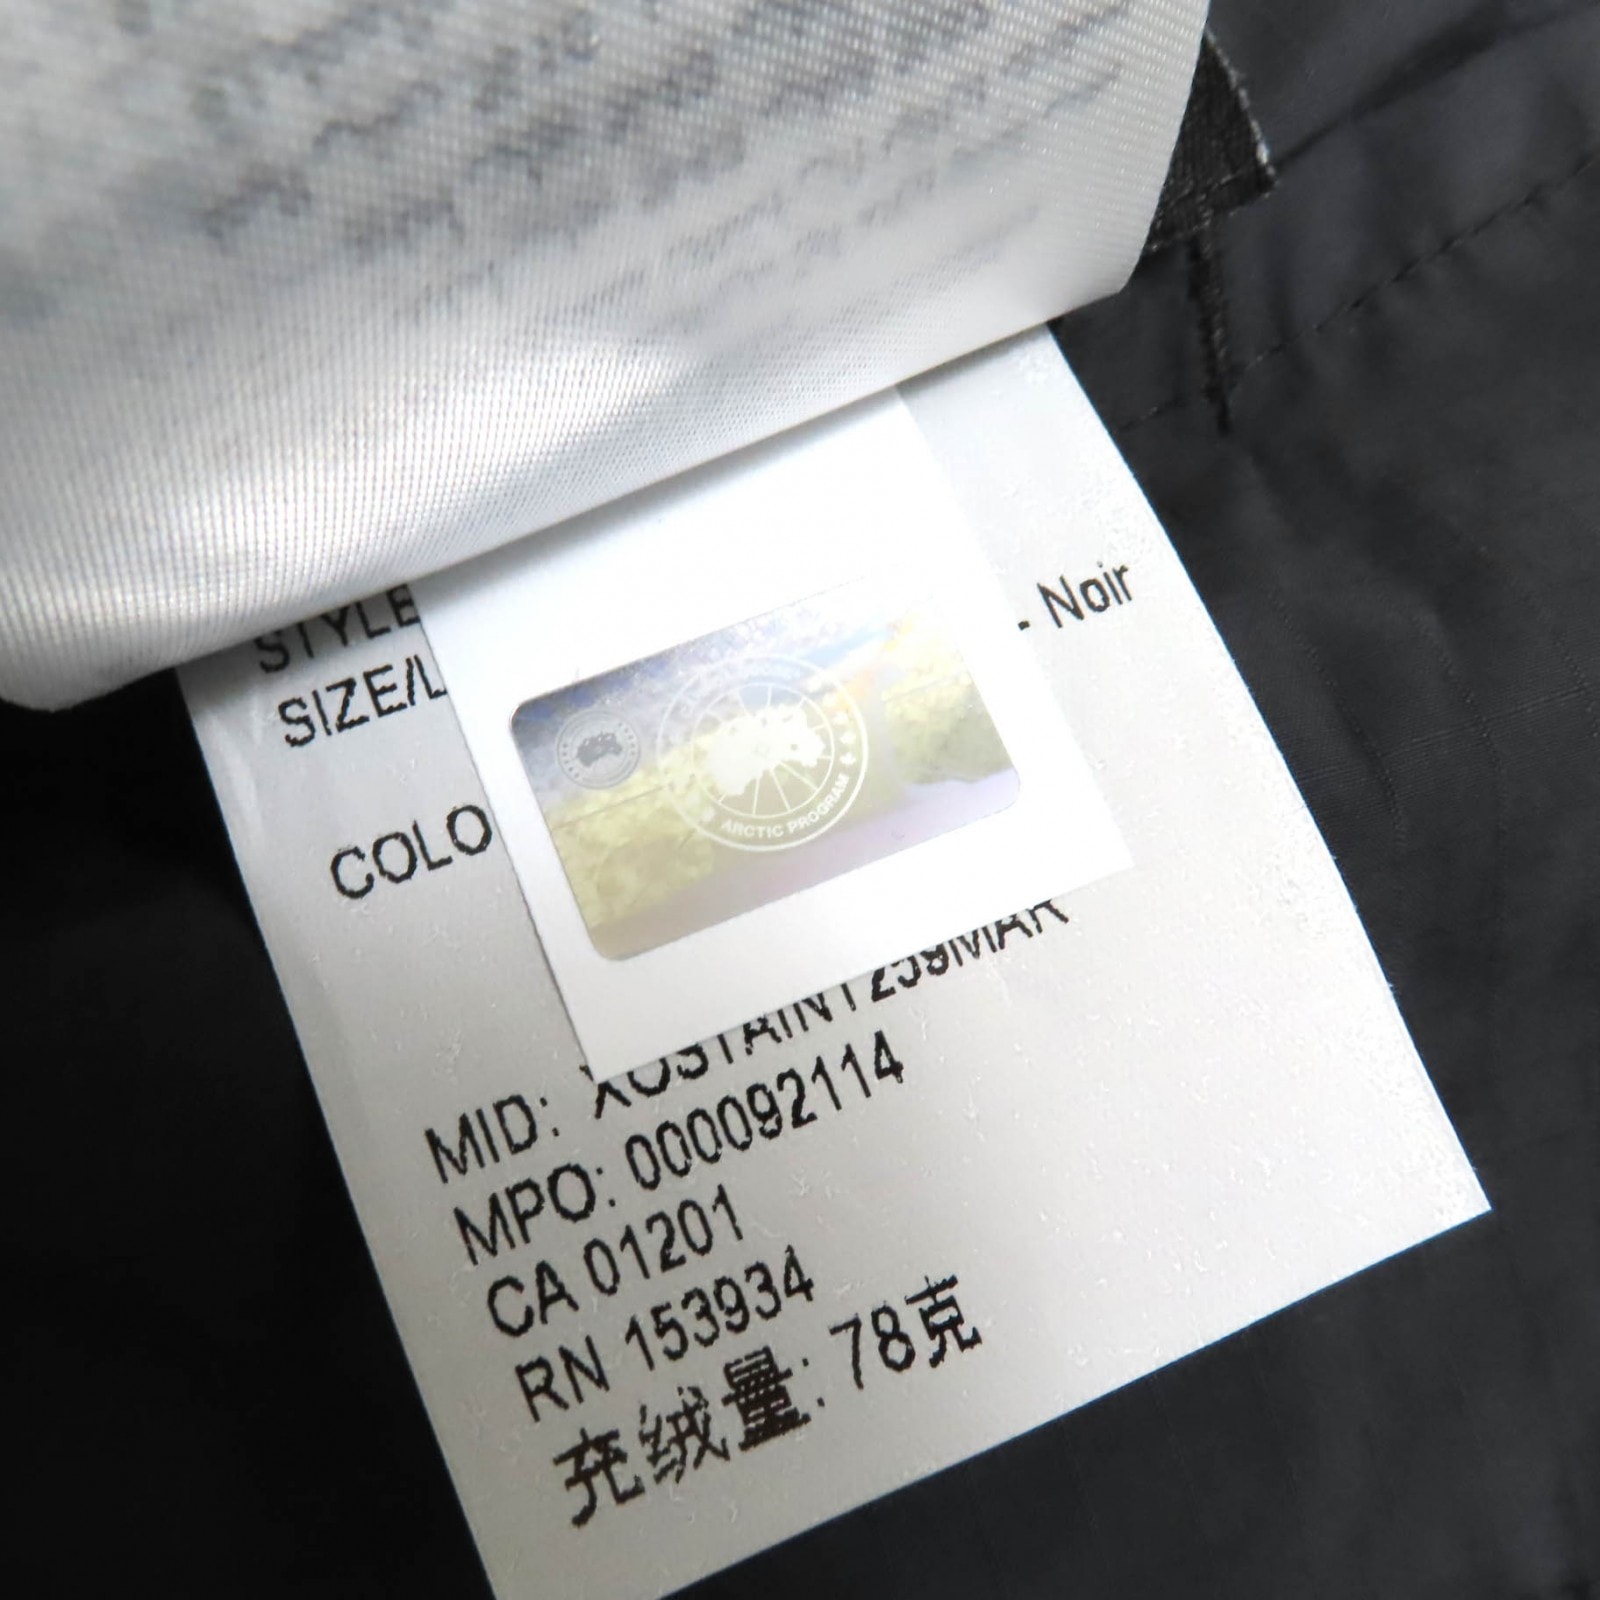 STYLE
SIZE/L
- Noir
COLO
ARCTIC PROGRAM
MID: XOSTAIN1259MAR
MPO: 000092114
CA 01201
RN 153934
充绒量: 78克